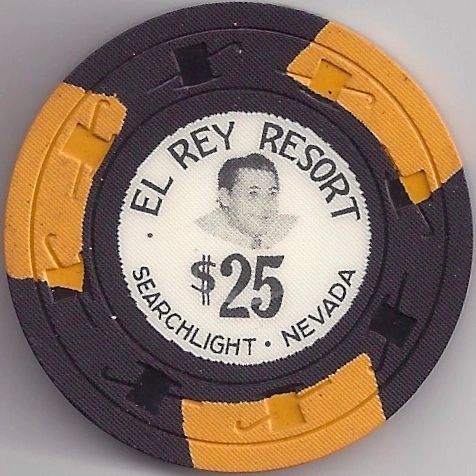 EL REY RESORT
$25
SEARCHLIGHT · NEVADA